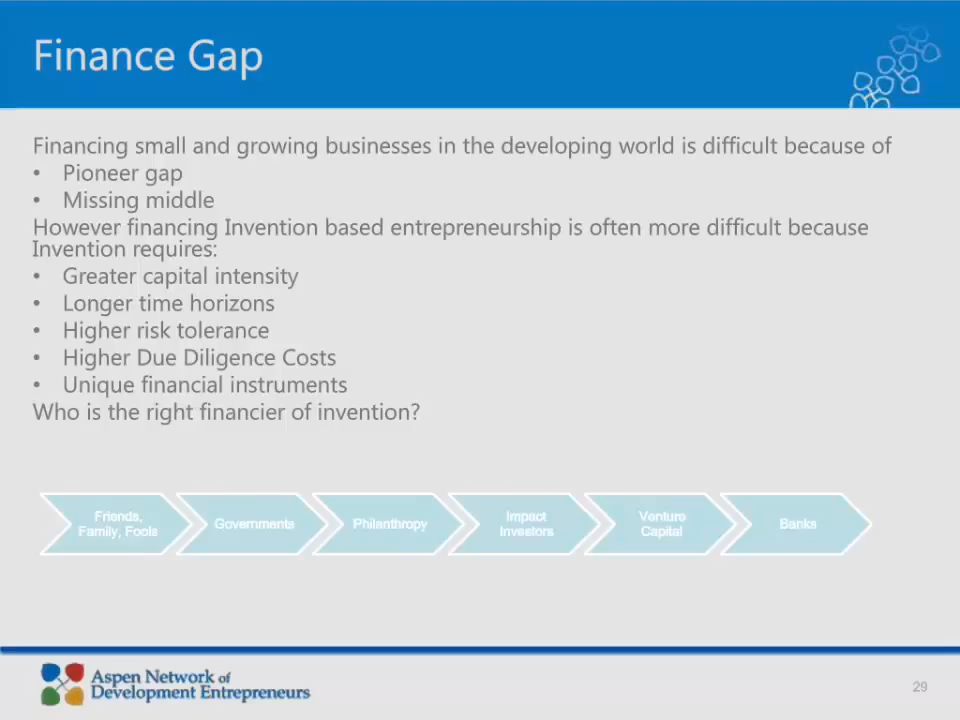 Finance Gap
Financing small and growing businesses in the developing world is difficult because of
• Pioneer gap
• Missing middle
However financing Invention based entrepreneurship is often more difficult because
Invention requires:
• Greater capital intensity
• Longer time horizons
• Higher risk tolerance
• Higher Due Diligence Costs
• Unique financial instruments
Who is the right financier of invention?
Friends,
Family, Fools
Governments
Philanthropy
Impact
Investors
Venture
Capital
Banks
Aspen Network of
Development Entrepreneurs
29